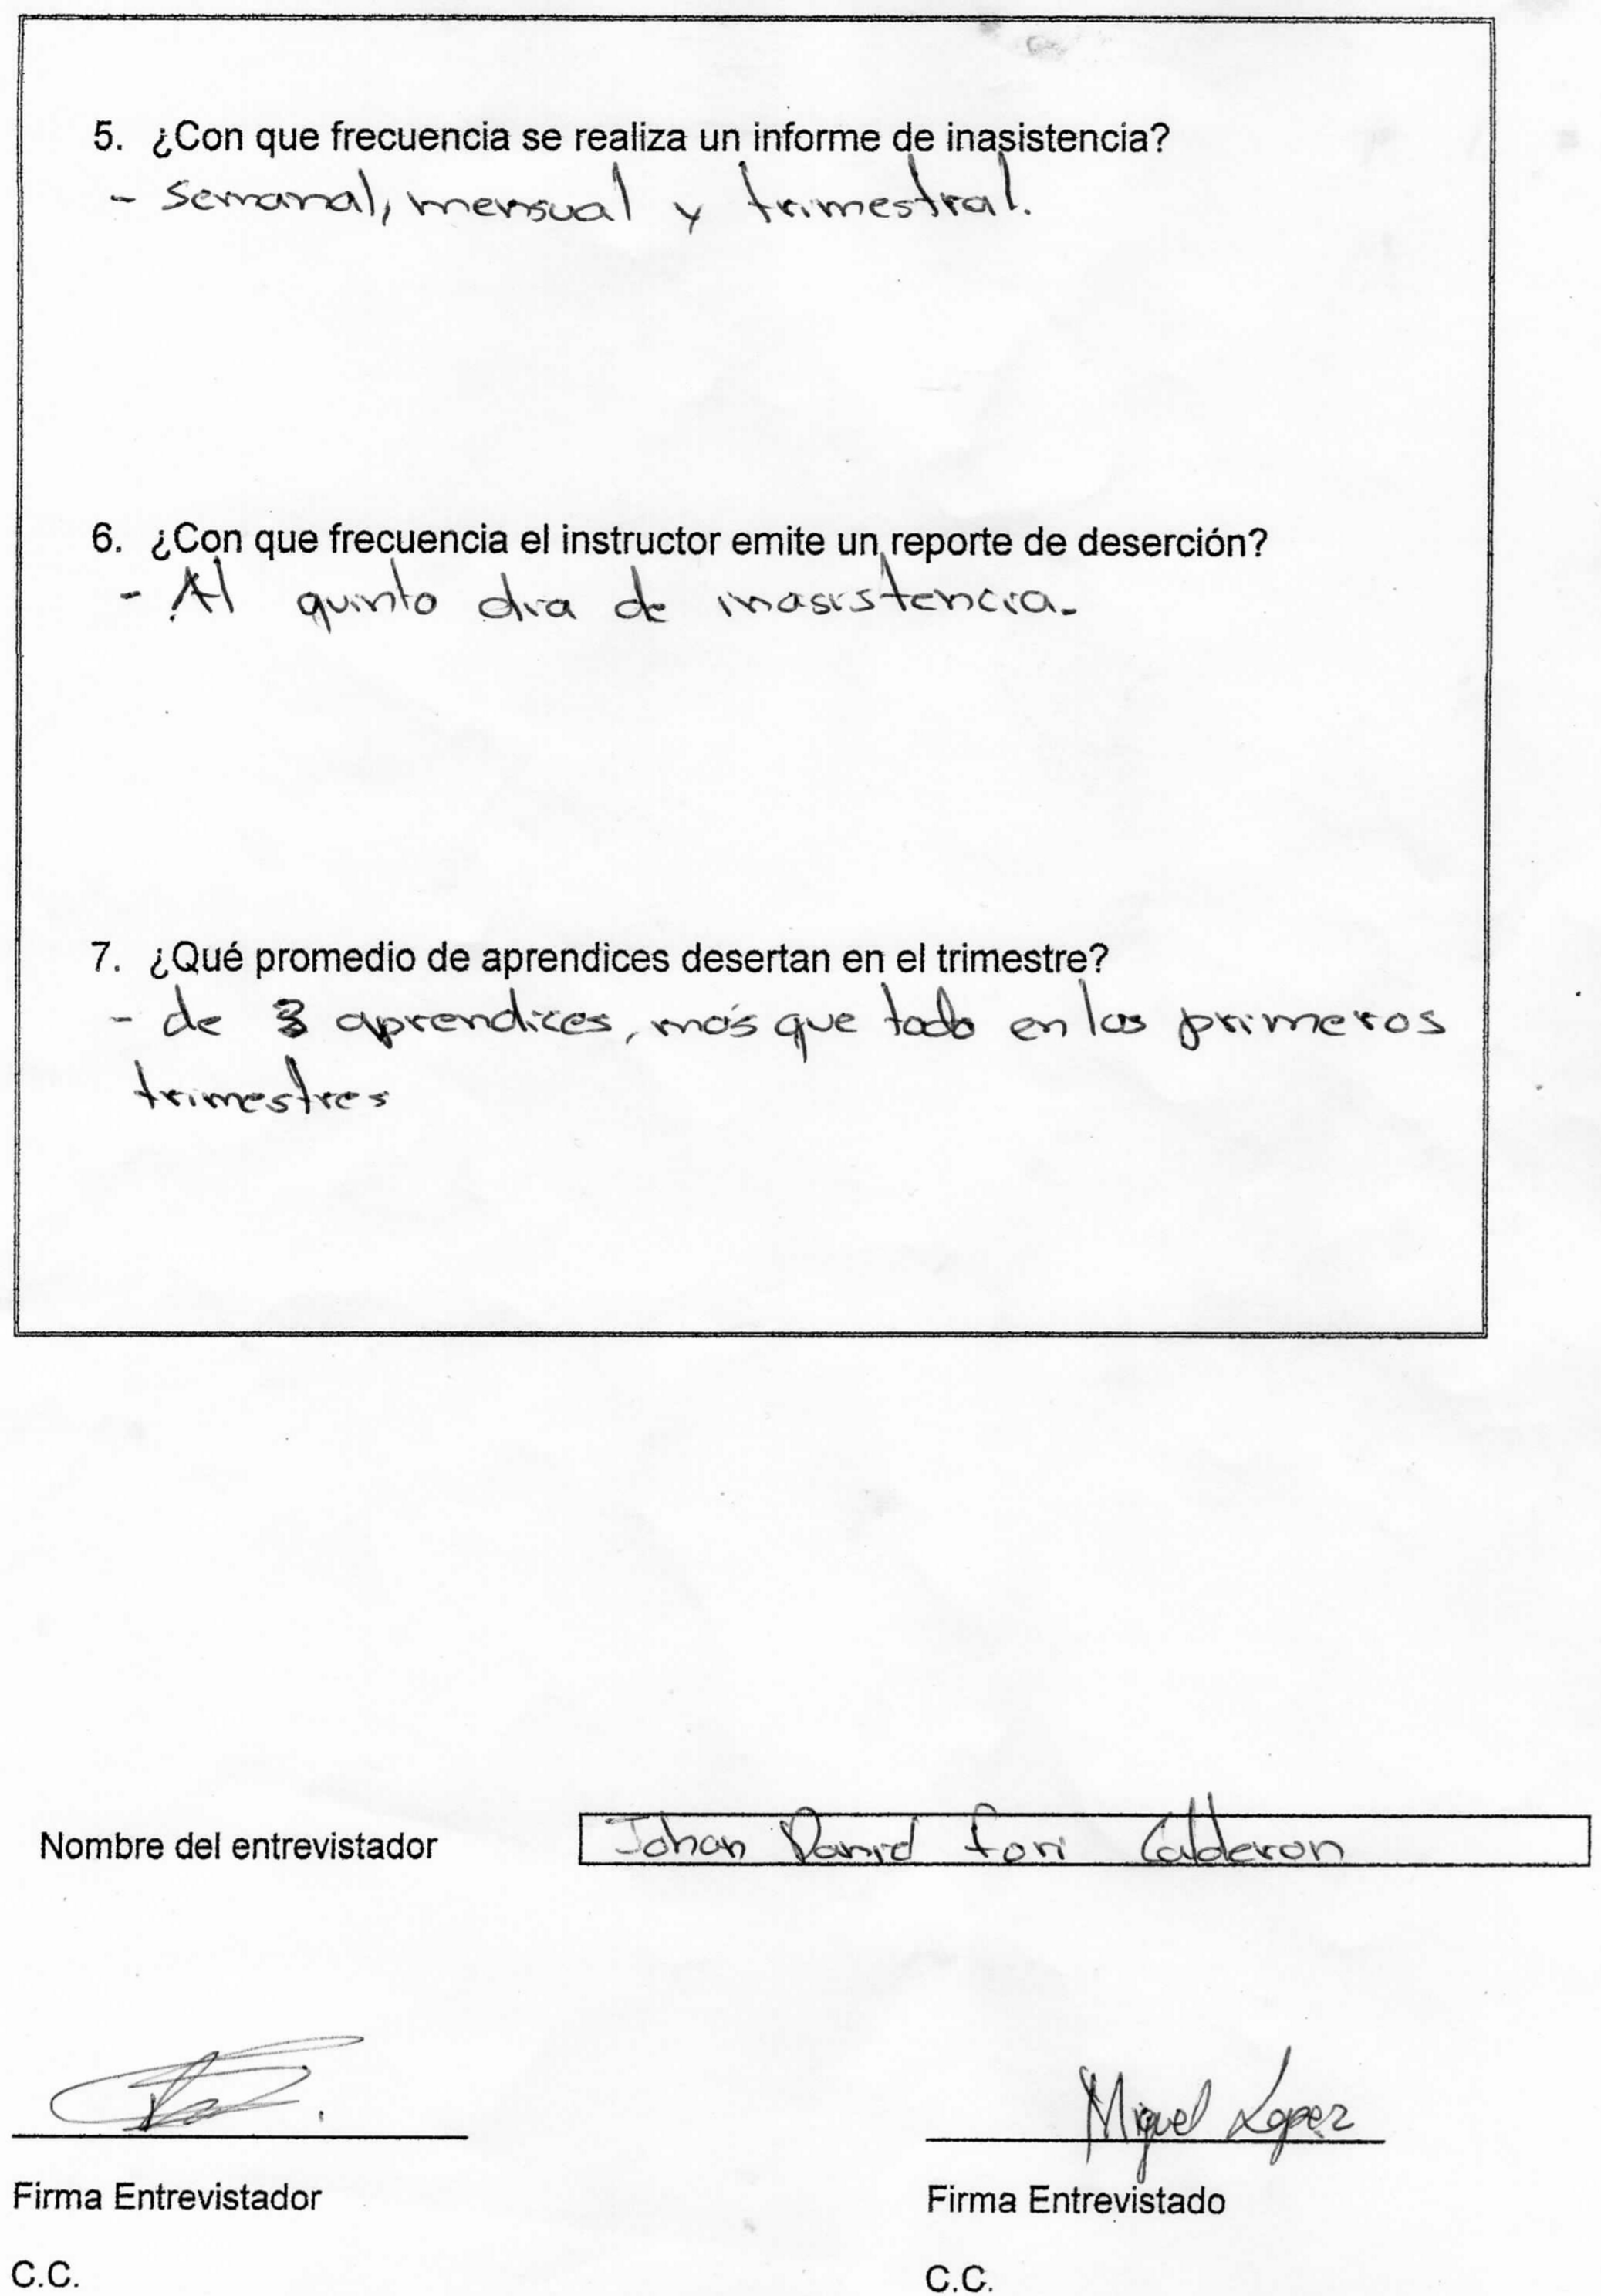 5. ¿Con que frecuencia se realiza un informe de inasistencia?
- Semanal, mensual y trimestral.
6. ¿Con que frecuencia el instructor emite un reporte de deserción?
- Al quinto dia de inasistencia.
7. ¿Qué promedio de aprendices desertan en el trimestre?
- de 3 aprendices, más que todo en los primeros
trimestres
Nombre del entrevistador Johan David fori Calderon
Miguel Lopez
Firma Entrevistador Firma Entrevistado
C.C. C.C.